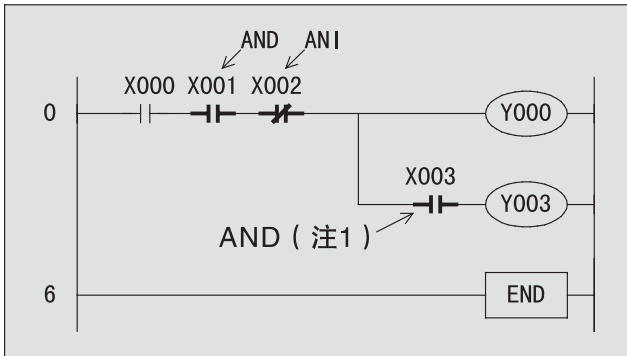 AND ANI
X000 X001 X002
0 Y000
X003
Y003
AND（注1）
6 END